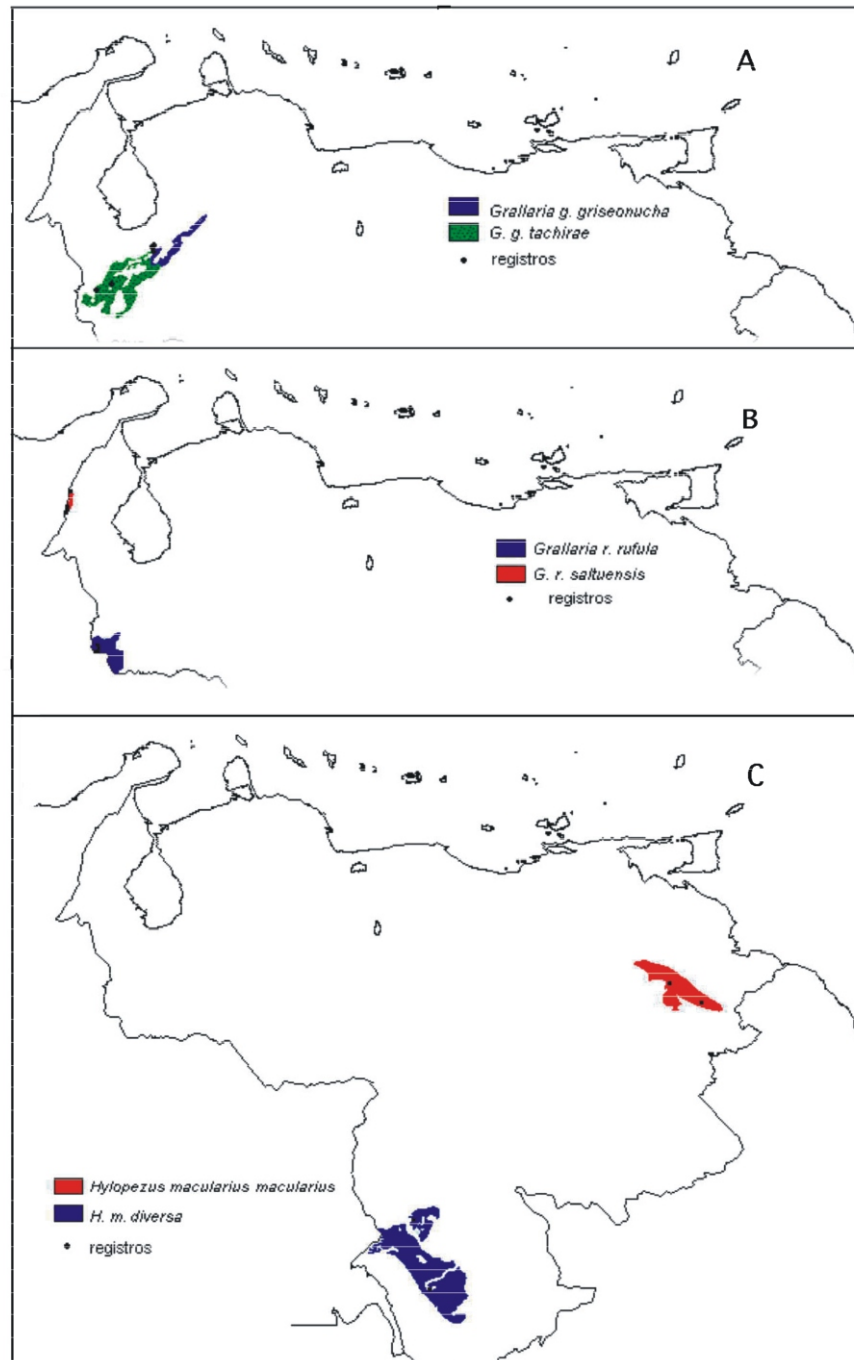 A
Grallaria g. griseonucha
G. g. tachirae
registros
B
Grallaria r. rufula
G. r. saltuensis
registros
C
Hylopezus macularius macularius
H. m. diversa
registros